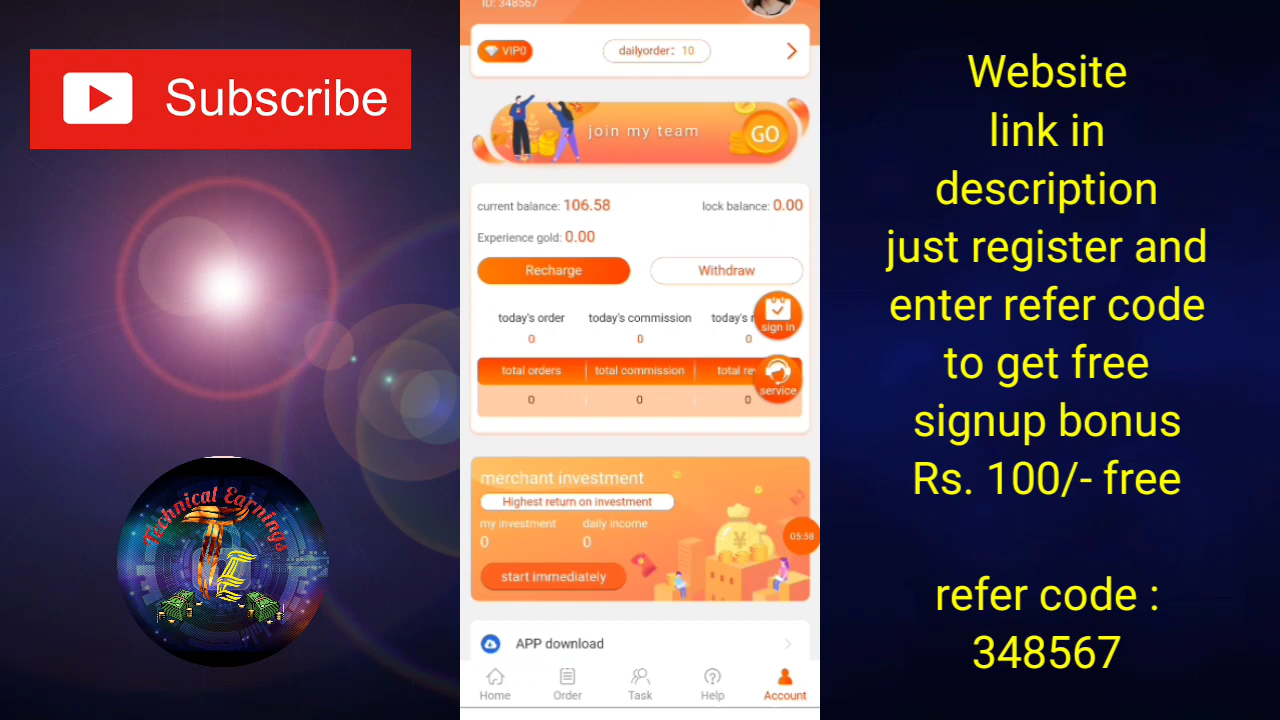 Subscribe
Technical Earnings
TE
ID: 348567
VIP0
dailyorder: 10
join my team
GO
current balance: 106.58
lock balance: 0.00
Experience gold: 0.00
Recharge
Withdraw
today's order
today's commission
today's r
0
0
0
sign in
total orders
total commission
total re
service
0
0
0
merchant investment
Highest return on investment
my investment
daily income
0
0
¥
05:58
start immediately
APP download
Home
Order
Task
Help
Account
Website
link in
description
just register and
enter refer code
to get free
signup bonus
Rs. 100/- free
refer code :
348567